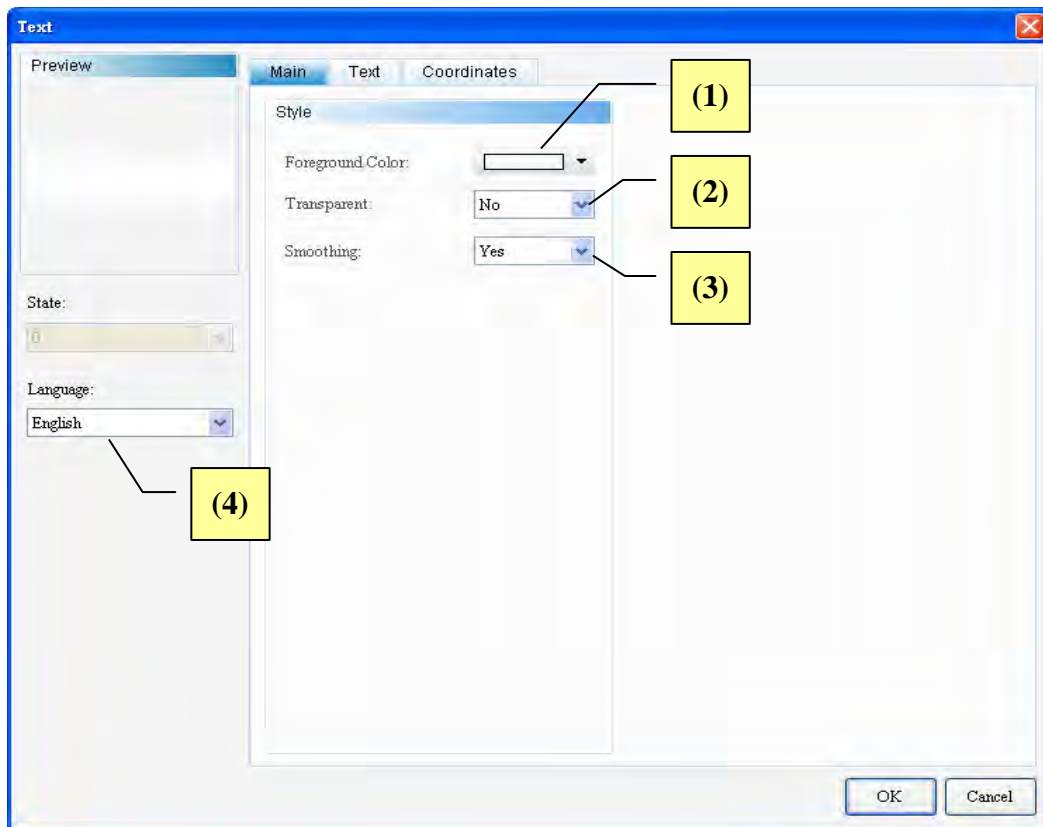 Text
Preview
Main Text Coordinates
(1)
Style
Foreground Color:
(2)
Transparent: No
Smoothing: Yes
(3)
State:
0
Language:
English
(4)
OK Cancel